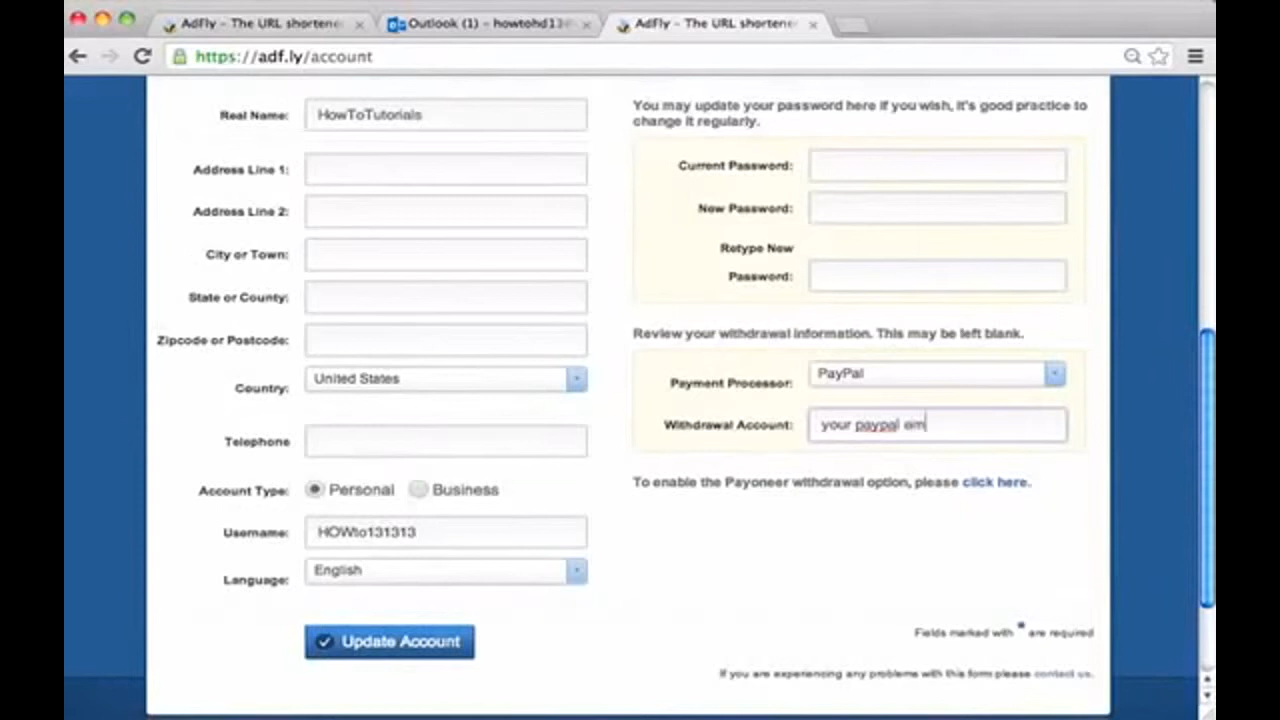 AdFly - The URL shortene
Outlook (1) - howtohd13
AdFly - The URL shortene
https://adf.ly/account
Real Name: HowToTutorials
Address Line 1:
Address Line 2:
City or Town:
State or County:
Zipcode or Postcode:
Country: United States
Telephone
Account Type: Personal Business
Username: HOWto131313
Language: English
Update Account
You may update your password here if you wish, it's good practice to
change it regularly.
Current Password:
New Password:
Retype New
Password:
Review your withdrawal information. This may be left blank.
Payment Processor: PayPal
Withdrawal Account: your paypal em
To enable the Payoneer withdrawal option, please click here.
Fields marked with * are required
If you are experiencing any problems with this form please contact us.